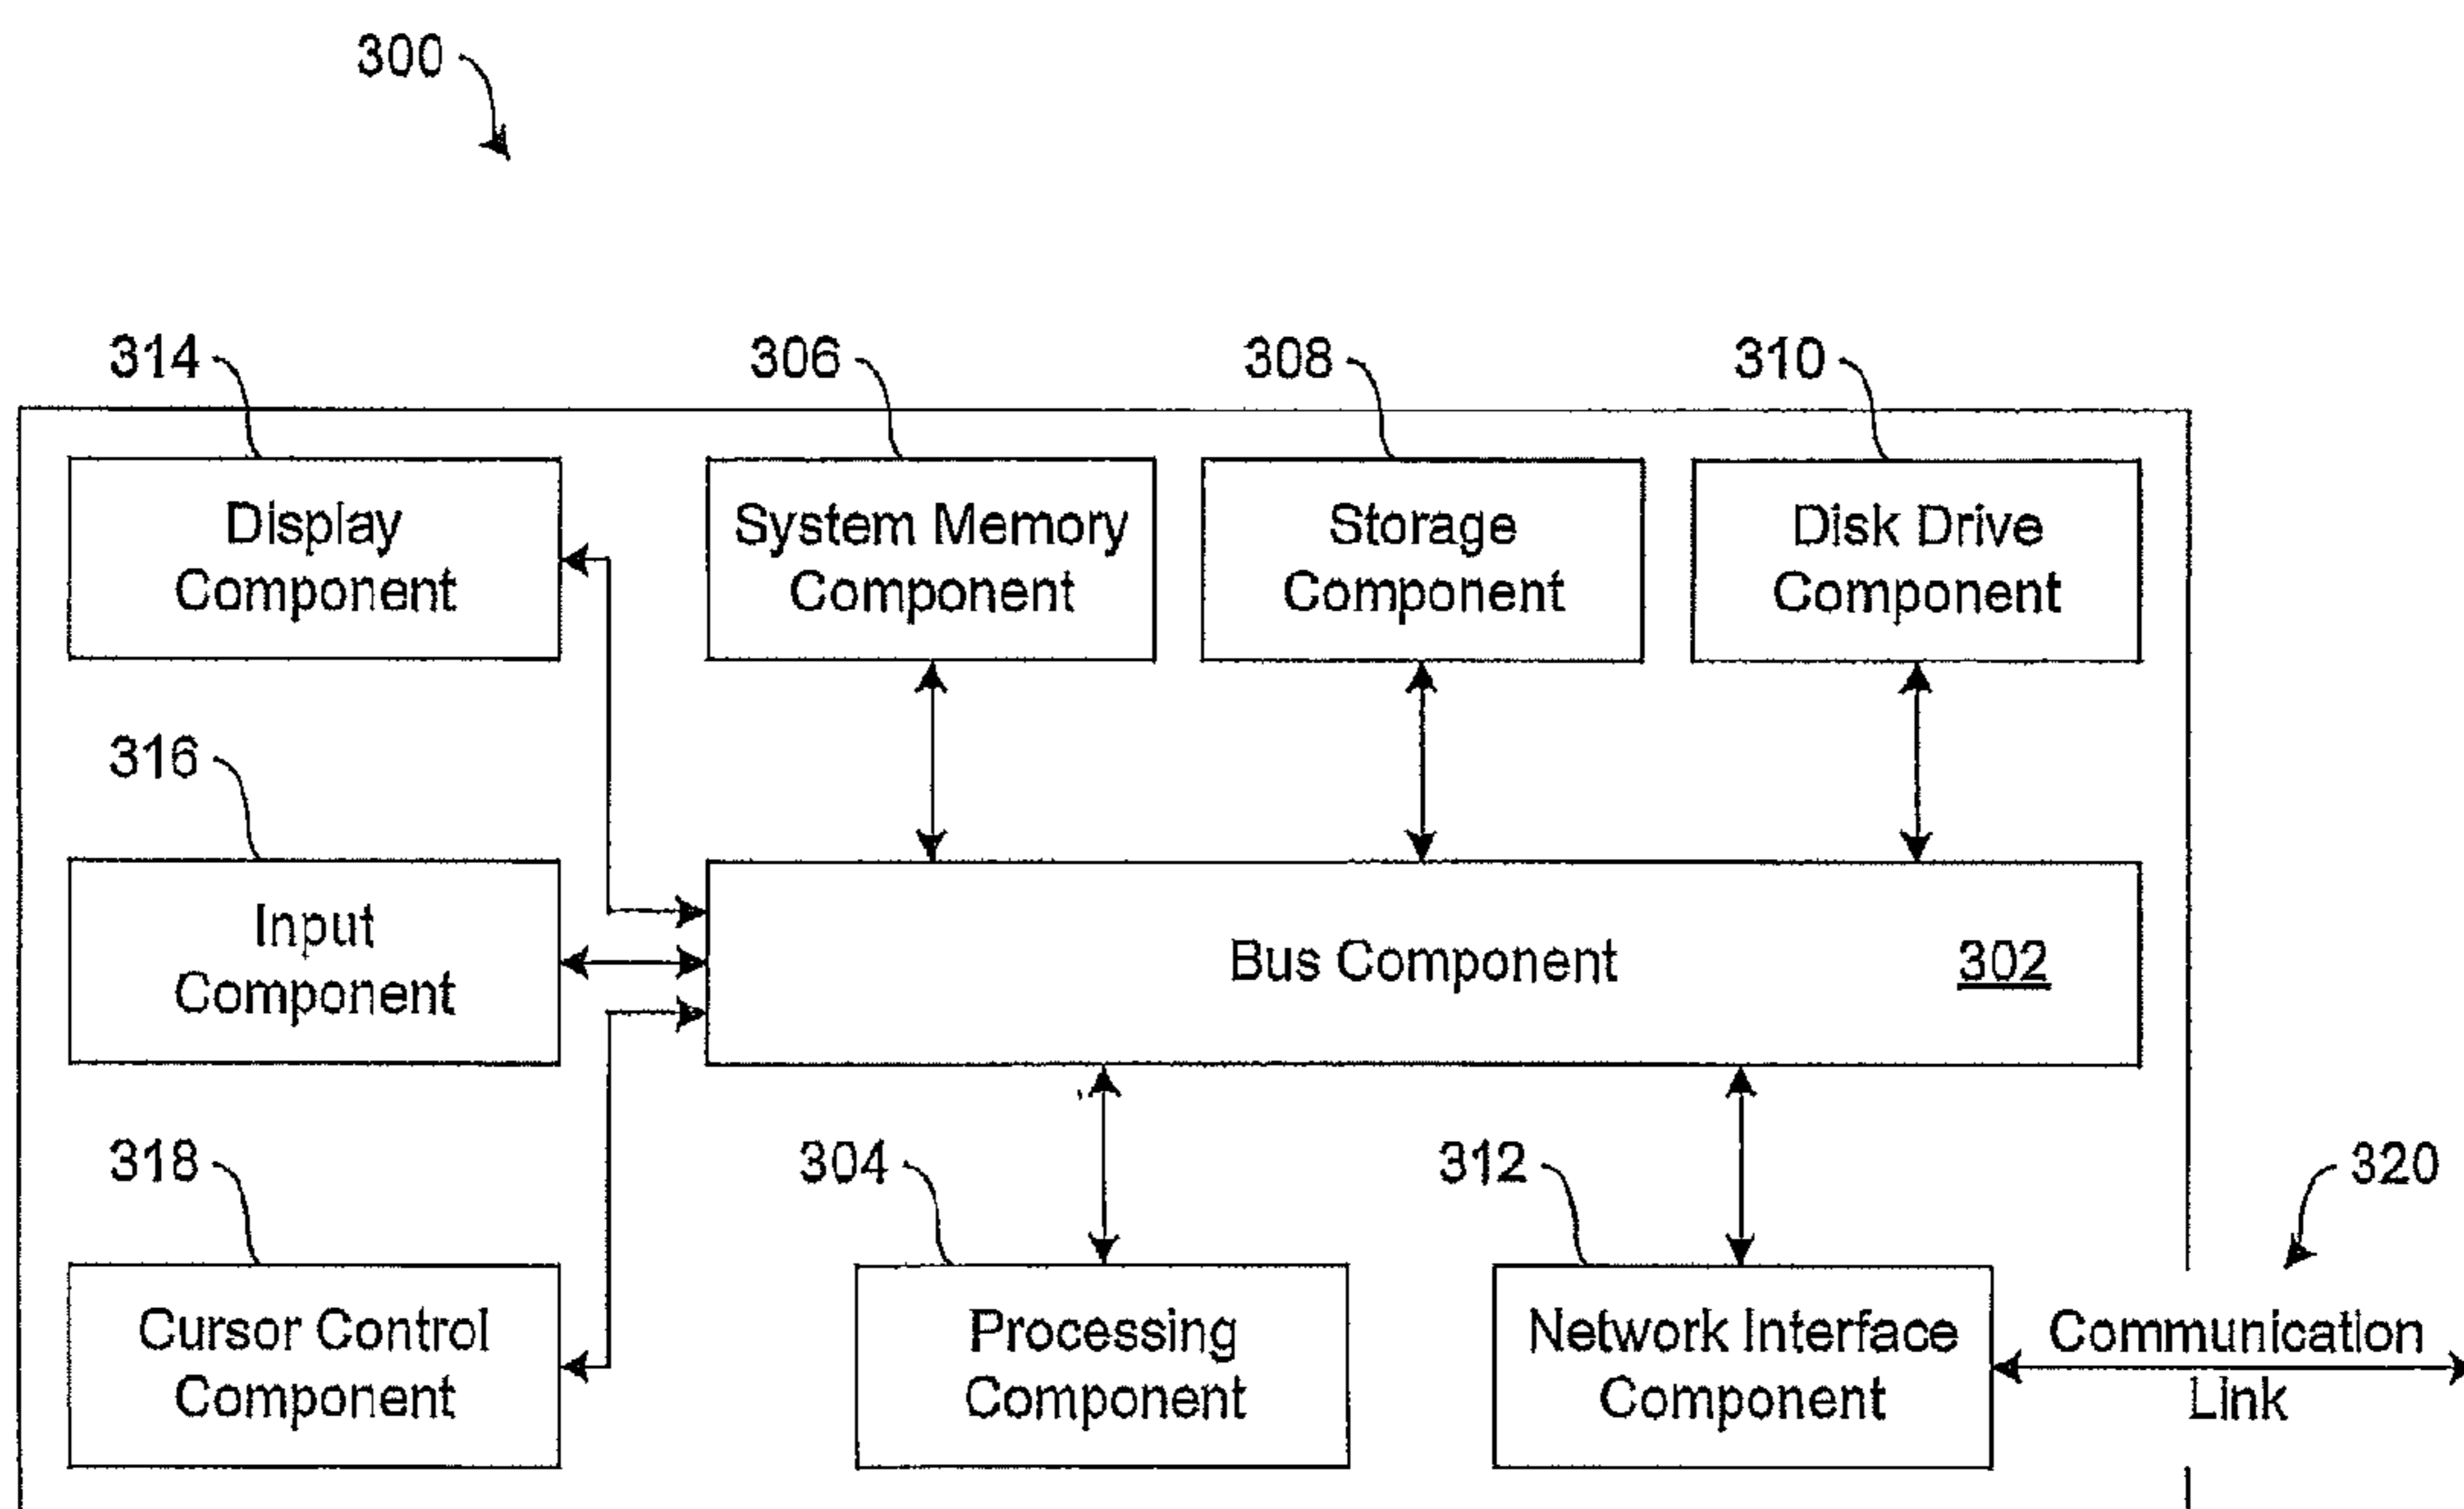 300
314
306
308
310
Display
Component
System Memory
Component
Storage
Component
Disk Drive
Component
316
Input
Component
Bus Component 302
318
304
312
320
Cursor Control
Component
Processing
Component
Network Interface
Component
Communication
Link